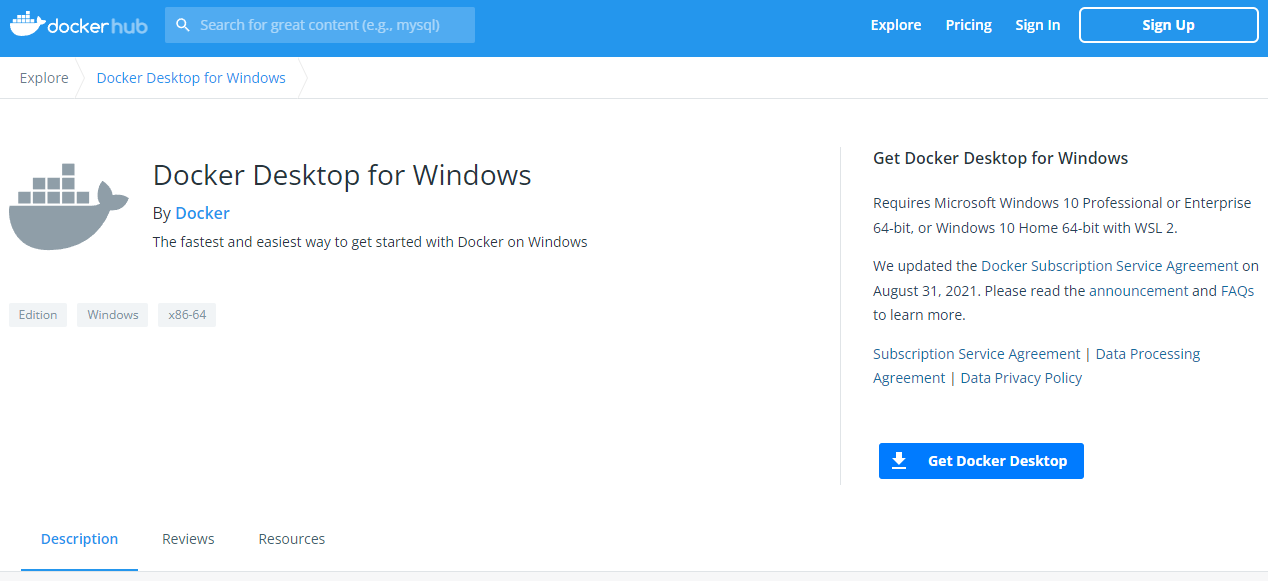 dockerhub
Search for great content (e.g., mysql)
Explore
Pricing
Sign In
Sign Up
Explore
Docker Desktop for Windows
Docker Desktop for Windows
By Docker
The fastest and easiest way to get started with Docker on Windows
Edition
Windows
x86-64
Get Docker Desktop for Windows
Requires Microsoft Windows 10 Professional or Enterprise
64-bit, or Windows 10 Home 64-bit with WSL 2.
We updated the Docker Subscription Service Agreement on
August 31, 2021. Please read the announcement and FAQs
to learn more.
Subscription Service Agreement | Data Processing
Agreement | Data Privacy Policy
Get Docker Desktop
Description
Reviews
Resources